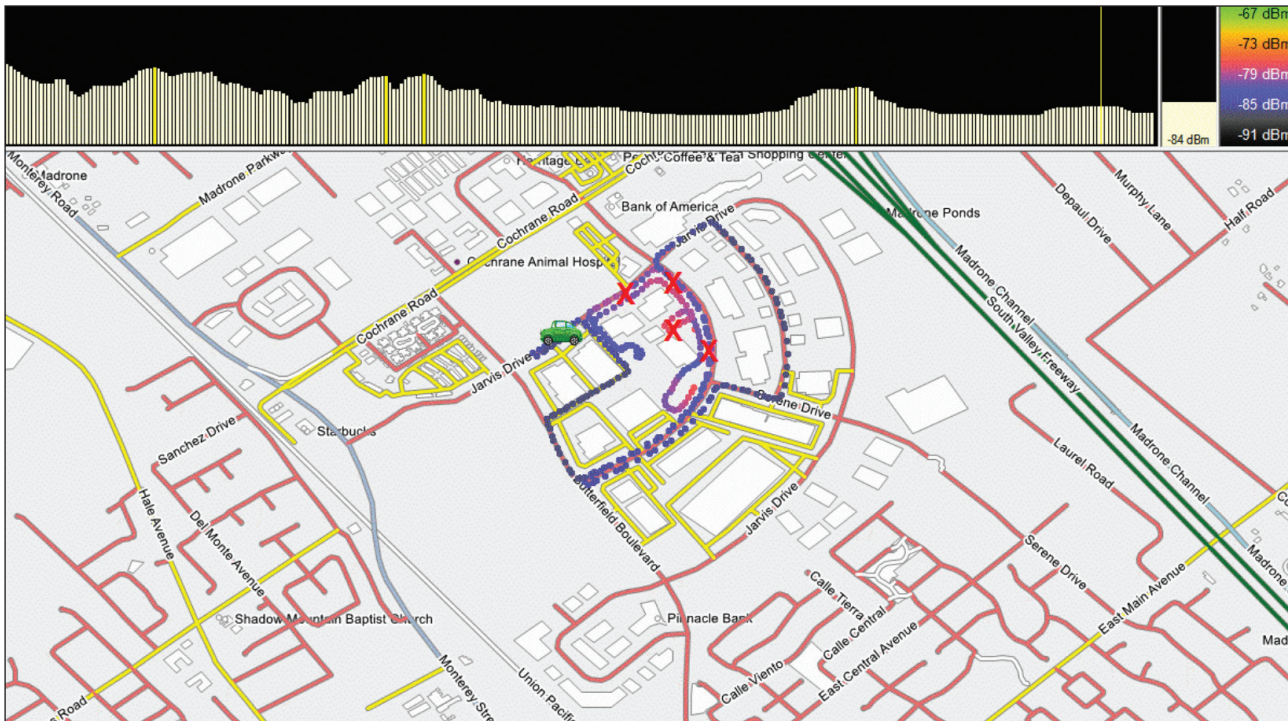 -67 dBm
-73 dBm
-79 dBm
-85 dBm
-91 dBm
-84 dBm
Monterey Road
Madrone
Madrone Parkw
Coffee & Tea
Shopping Center
Cochrane Road
Bank of America
Jarvis Drive
Madrone Ponds
Depaul Drive
Murphy Lane
Half Road
Cochrane Animal Hospital
Madrone Channel
South Valley Freeway
Cochrane Road
Jarvis Drive
Serene Drive
Starbucks
Sanchez Drive
Madrone Channel
Laurel Road
Hale Avenue
Del Monte Avenue
Butterfield Boulevard
Jarvis Drive
Serene Drive
Madrone
East Main Avenue
Calle Tierra
Calle Central
Shadow Mountain Baptist Church
Pinnacle Bank
East Central Avenue
Calle Viento
Monterey Stre
Union Pacific
s Road
Mad